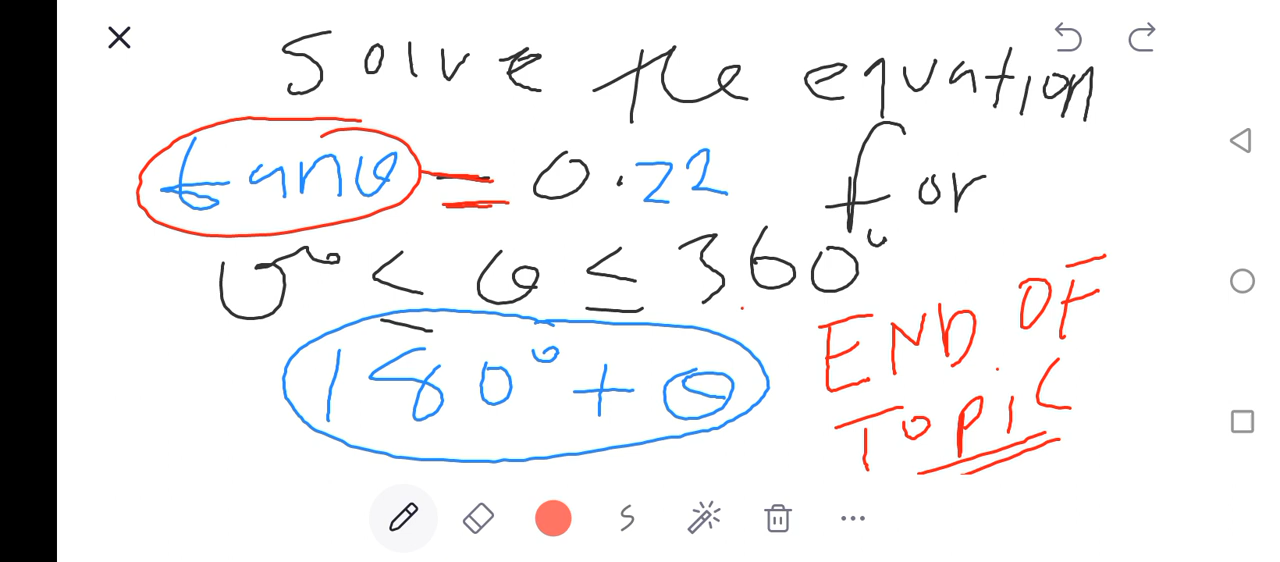 Solve the equation
tanθ = 0.22 for
0° ≤ θ ≤ 360°
180° + θ
END OF
TOPIC